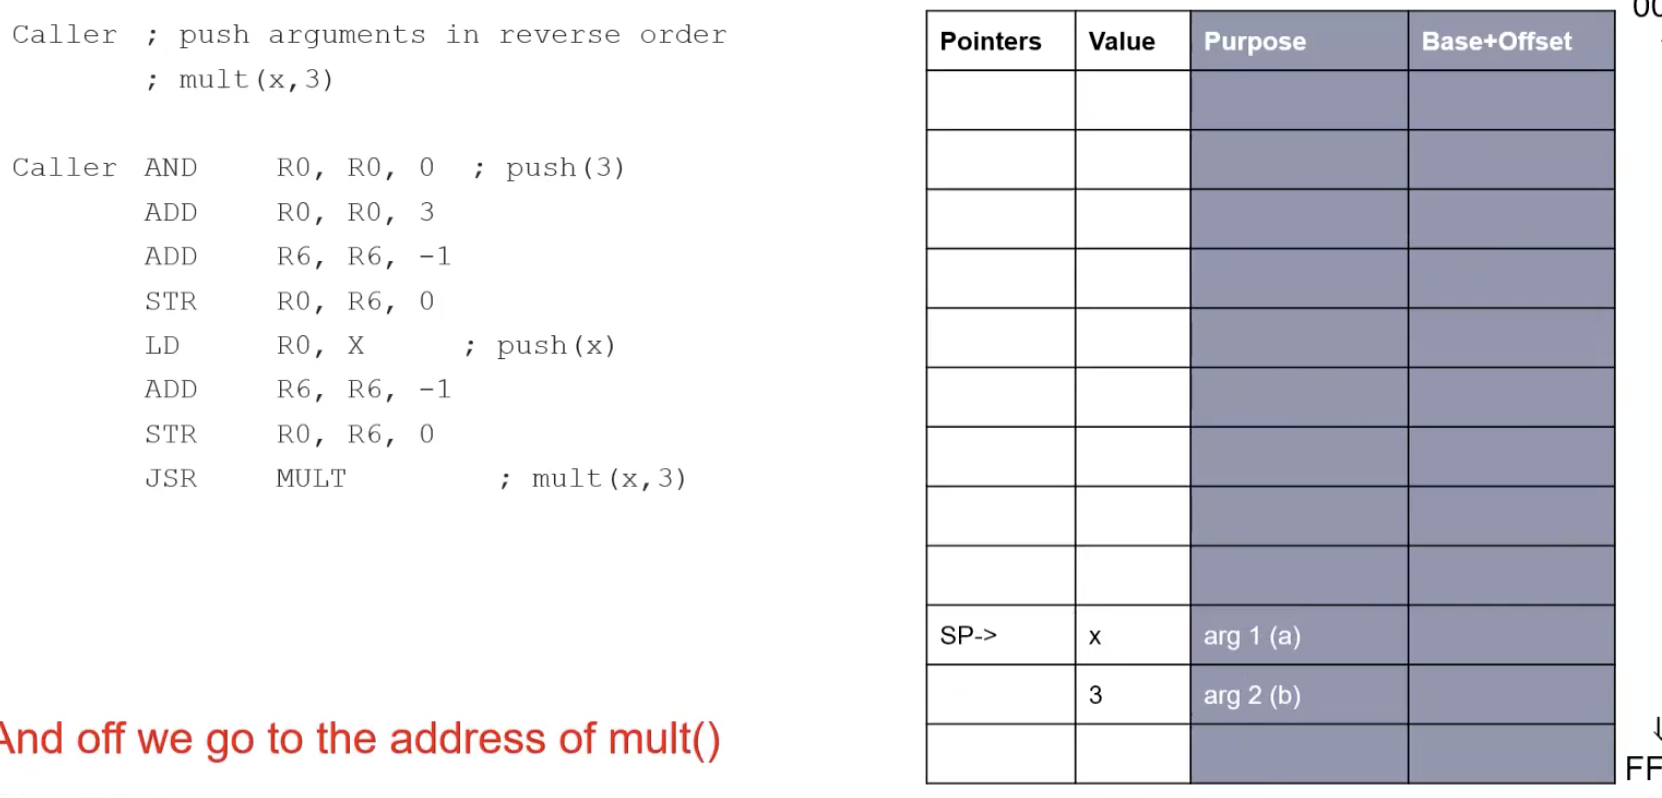 Caller ; push arguments in reverse order
; mult(x,3)
Caller AND R0, R0, 0 ; push(3)
ADD R0, R0, 3
ADD R6, R6, -1
STR R0, R6, 0
LD R0, X ; push(x)
ADD R6, R6, -1
STR R0, R6, 0
JSR MULT ; mult(x,3)
And off we go to the address of mult()
Pointers Value Purpose Base+Offset
SP-> x arg 1 (a)
3 arg 2 (b)
↓
FF